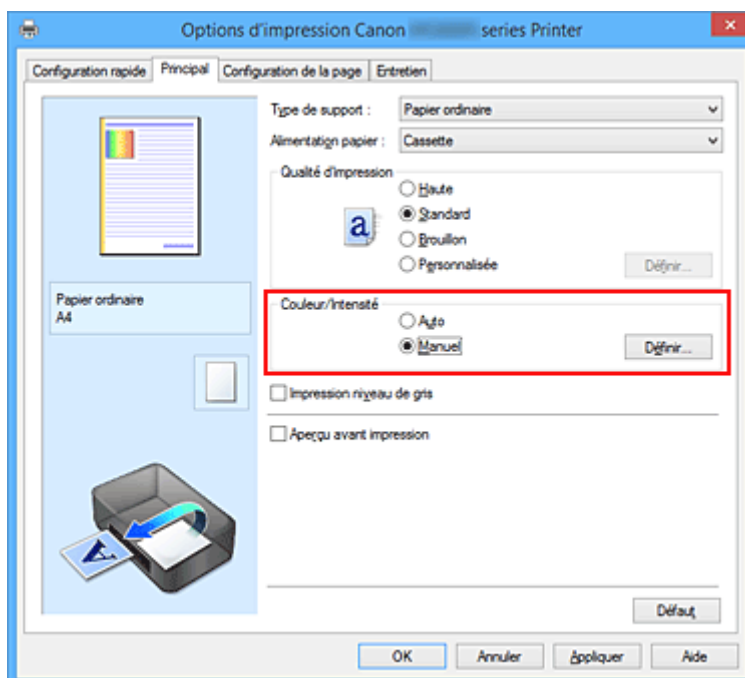 Options d'impression Canon series Printer
Configuration rapide Principal Configuration de la page Entretien
Type de support : Papier ordinaire
Alimentation papier : Cassette
Qualité d'impression
Haute
a Standard
Brouillon
Personnalisée Définir...
Papier ordinaire
A4
Couleur/Intensité
Auto
Manuel Définir...
Impression niveau de gris
Aperçu avant impression
A
Défaut
OK Annuler Appliquer Aide